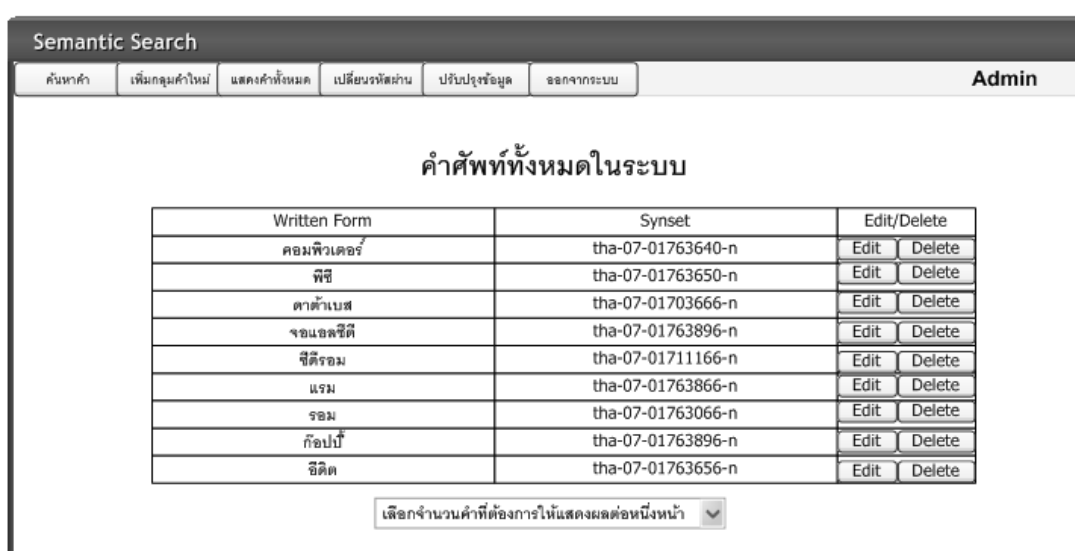 Semantic Search
ค้นหาคำ เพิ่มกลุ่มคำใหม่ แสดงคำทั้งหมด เปลี่ยนรหัสผ่าน ปรับปรุงข้อมูล ออกจากระบบ Admin
คำศัพท์ทั้งหมดในระบบ
Written Form Synset Edit/Delete
คอมพิวเตอร์ tha-07-01763640-n Edit Delete
พีซี tha-07-01763650-n Edit Delete
ดาต้าเบส tha-07-01703666-n Edit Delete
จอแอลซีดี tha-07-01763896-n Edit Delete
ซีดีรอม tha-07-01711166-n Edit Delete
แรม tha-07-01763866-n Edit Delete
รอม tha-07-01763066-n Edit Delete
ก๊อปปี้ tha-07-01763896-n Edit Delete
อีดิต tha-07-01763656-n Edit Delete
เลือกจำนวนคำที่ต้องการให้แสดงผลต่อหนึ่งหน้า